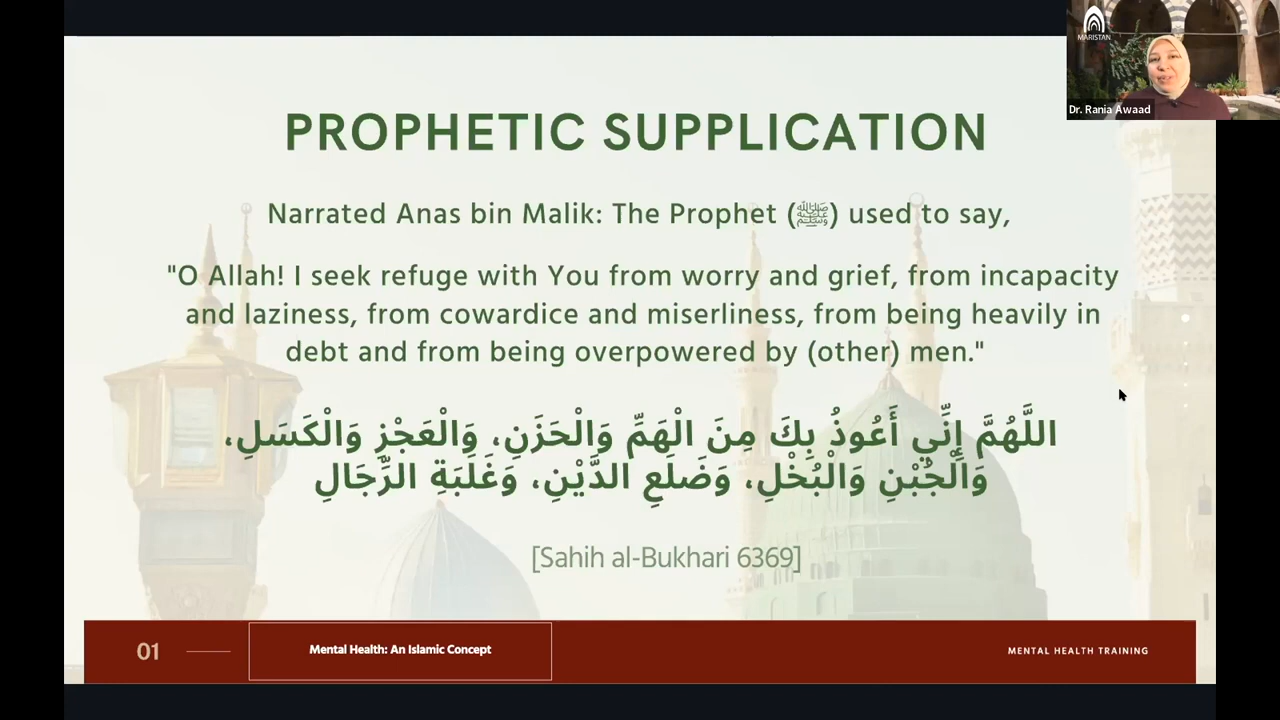 MARISTAN
Dr. Rania Awaad
PROPHETIC SUPPLICATION
Narrated Anas bin Malik: The Prophet (ﷺ) used to say,
"O Allah! I seek refuge with You from worry and grief, from incapacity
and laziness, from cowardice and miserliness, from being heavily in
debt and from being overpowered by (other) men."
اللَّهُمَّ إِنِّي أَعُوذُ بِكَ مِنَ الْهَمِّ وَالْحَزَنِ، وَالْعَجْزِ وَالْكَسَلِ،
وَالْجُبْنِ وَالْبُخْلِ، وَضَلَعِ الدَّيْنِ، وَغَلَبَةِ الرِّجَالِ
[Sahih al-Bukhari 6369]
01
Mental Health: An Islamic Concept
MENTAL HEALTH TRAINING